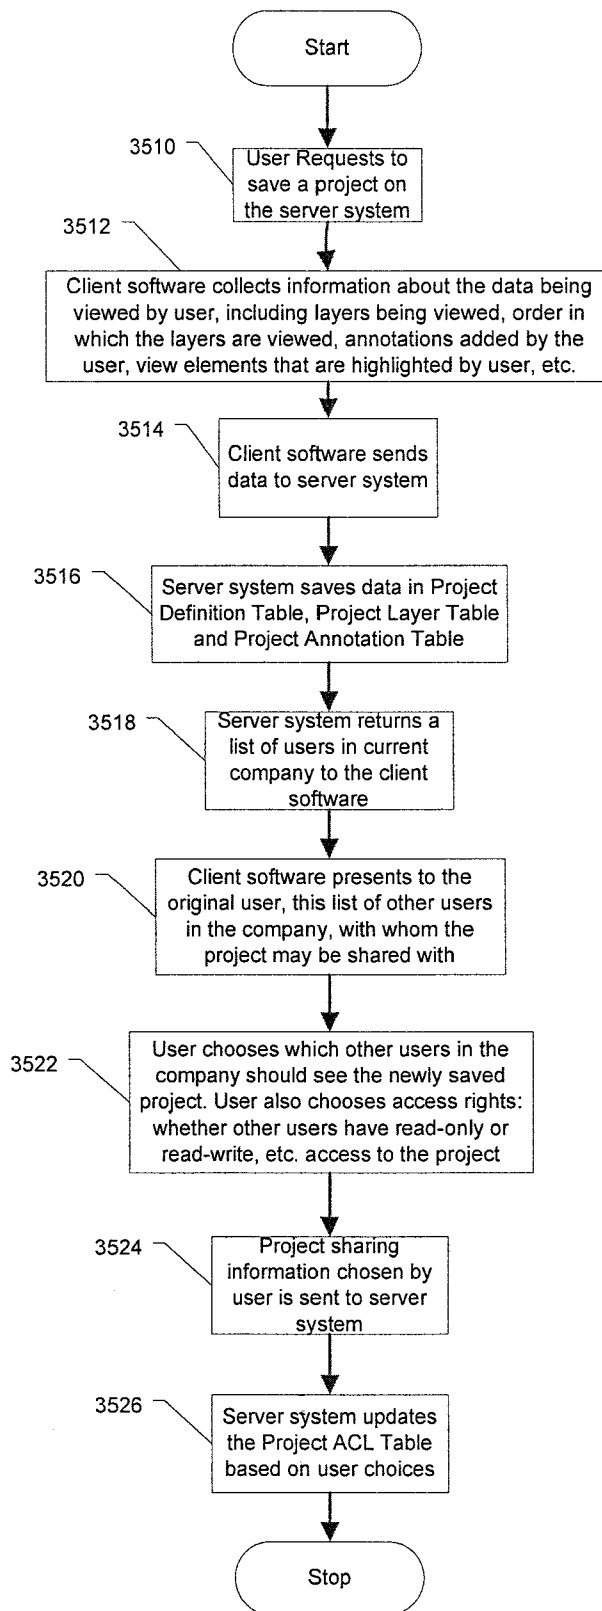 Start
3510
User Requests to
save a project on
the server system
3512
Client software collects information about the data being
viewed by user, including layers being viewed, order in
which the layers are viewed, annotations added by the
user, view elements that are highlighted by user, etc.
3514
Client software sends
data to server system
3516
Server system saves data in Project
Definition Table, Project Layer Table
and Project Annotation Table
3518
Server system returns a
list of users in current
company to the client
software
3520
Client software presents to the
original user, this list of other users
in the company, with whom the
project may be shared with
3522
User chooses which other users in the
company should see the newly saved
project. User also chooses access rights:
whether other users have read-only or
read-write, etc. access to the project
3524
Project sharing
information chosen by
user is sent to server
system
3526
Server system updates
the Project ACL Table
based on user choices
Stop